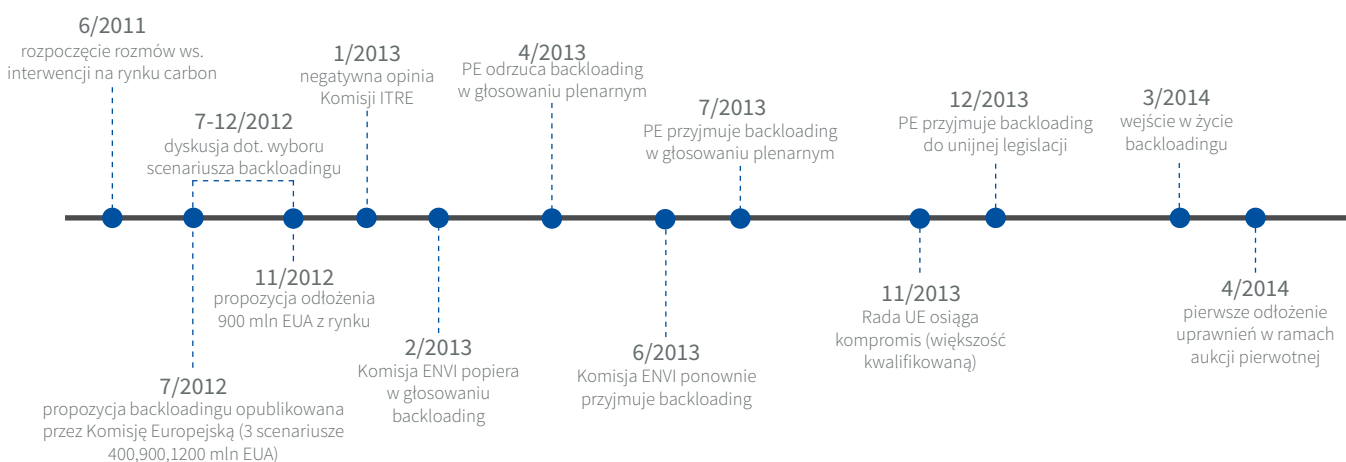 6/2011
rozpoczęcie rozmów ws.
interwencji na rynku carbon
7-12/2012
dyskusja dot. wyboru
scenariusza backloadingu
1/2013
negatywna opinia
Komisji ITRE
4/2013
PE odrzuca backloading
w głosowaniu plenarnym
7/2013
PE przyjmuje backloading
w głosowaniu plenarnym
12/2013
PE przyjmuje backloading
do unijnej legislacji
3/2014
wejście w życie
backloadingu
7/2012
propozycja backloadingu opublikowana
przez Komisję Europejską (3 scenariusze
400,900,1200 mln EUA)
11/2012
propozycja odłożenia
900 mln EUA z rynku
2/2013
Komisja ENVI popiera
w głosowaniu
backloading
6/2013
Komisja ENVI ponownie
przyjmuje backloading
11/2013
Rada UE osiąga
kompromis (większość
kwalifikowaną)
4/2014
pierwsze odłożenie
uprawnień w ramach
aukcji pierwotnej